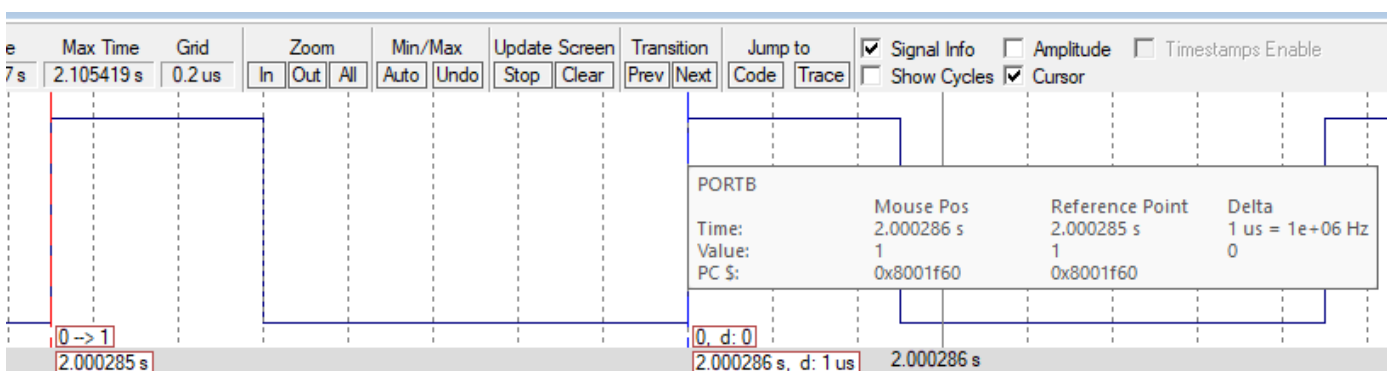 e Max Time Grid Zoom Min/Max Update Screen Transition Jump to Signal Info Amplitude Timestamps Enable
7 s 2.105419 s 0.2 us In Out All Auto Undo Stop Clear Prev Next Code Trace Show Cycles Cursor
PORTB
Mouse Pos Reference Point Delta
Time: 2.000286 s 2.000285 s 1 us = 1e+06 Hz
Value: 1 1 0
PC $: 0x8001f60 0x8001f60
0 --> 1 0, d: 0
2.000285 s 2.000286 s, d: 1 us 2.000286 s